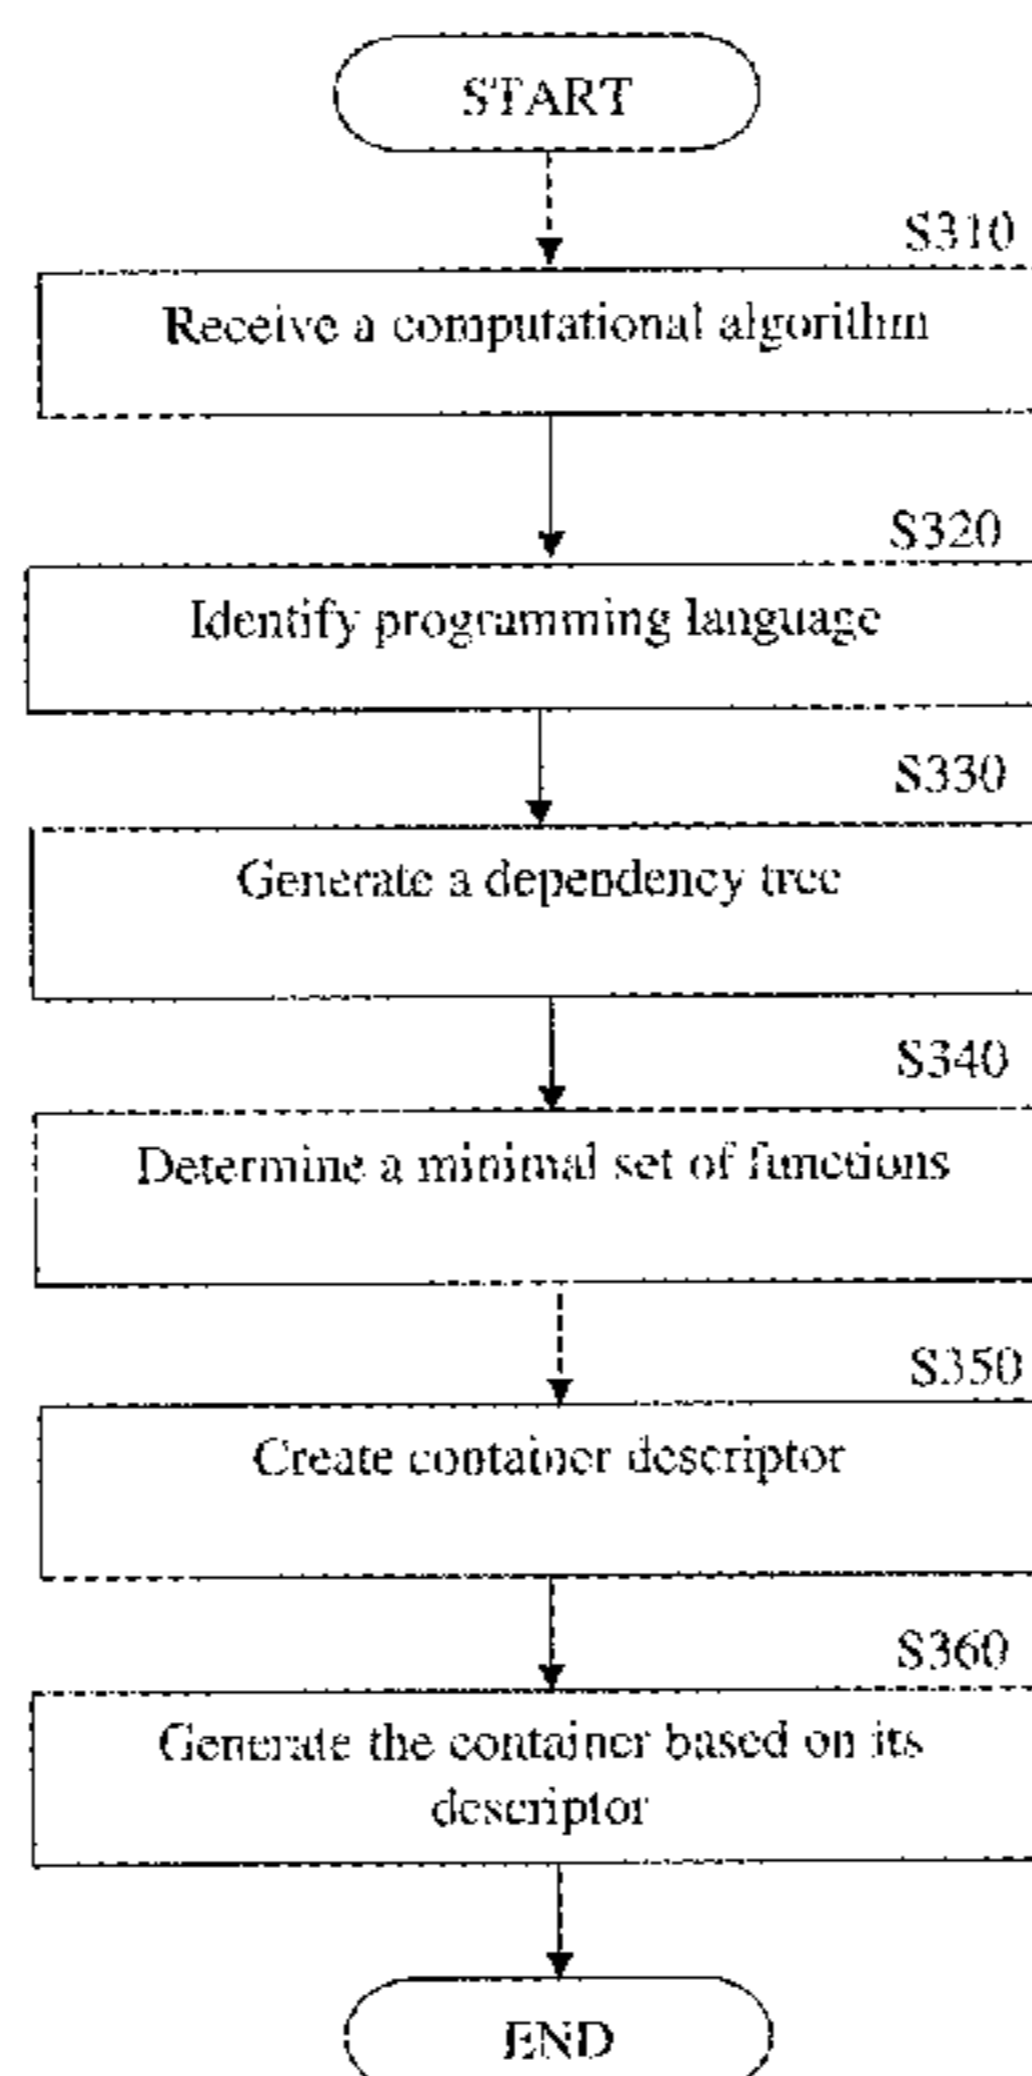 START
S310
Receive a computational algorithm
S320
Identify programming language
S330
Generate a dependency tree
S340
Determine a minimal set of functions
S350
Create container descriptor
S360
Generate the container based on its
descriptor
END